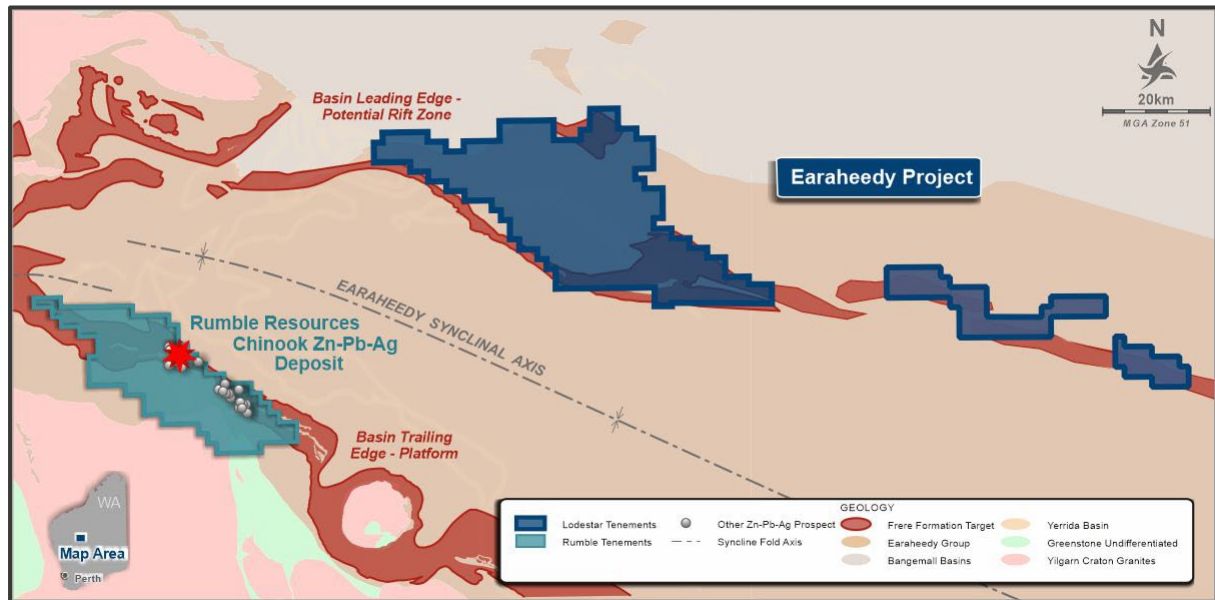 Basin Leading Edge -
Potential Rift Zone
N
20km
MGA Zone 51
Earaheedy Project
EARAHEEDY SYNCLINAL AXIS
Rumble Resources
Chinook Zn-Pb-Ag
Deposit
Basin Trailing
Edge - Platform
WA
Map Area
Perth
GEOLOGY
Lodestar Tenements
Other Zn-Pb-Ag Prospect
Frere Formation Target
Yerrida Basin
Rumble Tenements
Syncline Fold Axis
Earaheedy Group
Greenstone Undifferentiated
Bangemall Basins
Yilgarn Craton Granites